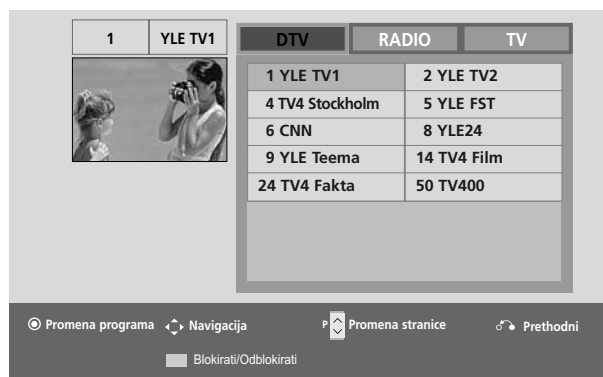 1 YLE TV1 DTV RADIO TV
1 YLE TV1 2 YLE TV2
4 TV4 Stockholm 5 YLE FST
6 CNN 8 YLE24
9 YLE Teema 14 TV4 Film
24 TV4 Fakta 50 TV400
Promena programa Navigacija P Promena stranice Prethodni
Blokirati/Odblokirati